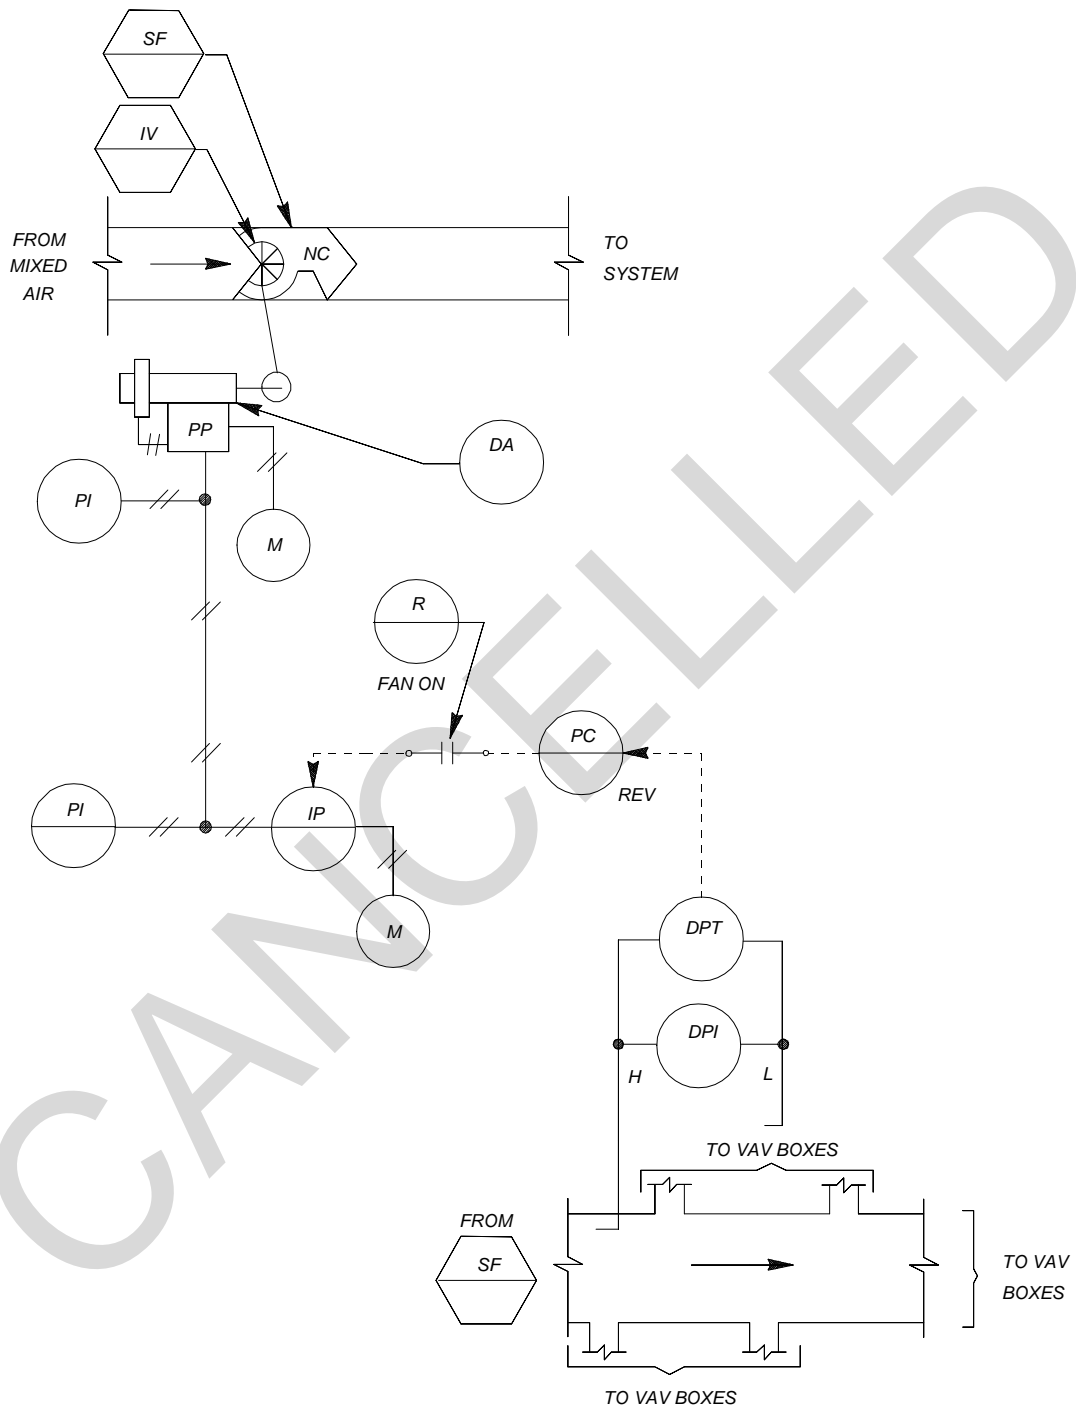 SF
IV
FROM
MIXED
AIR
NC
TO
SYSTEM
PP
DA
PI
M
R
FAN ON
PC
REV
PI
IP
M
DPT
DPI
H
L
TO VAV BOXES
FROM
SF
TO VAV
BOXES
TO VAV BOXES
CANCELLED